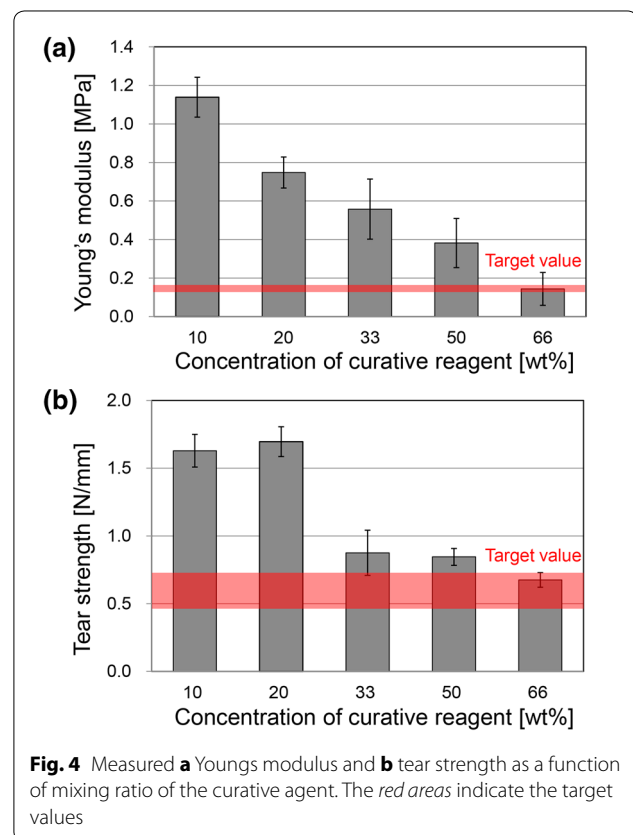 (a)
Young's modulus [MPa]
1.4
1.2
1.0
0.8
0.6
0.4
0.2
0.0
Target value
10 20 33 50 66
Concentration of curative reagent [wt%]
(b)
Tear strength [N/mm]
2.0
1.5
1.0
0.5
0.0
Target value
10 20 33 50 66
Concentration of curative reagent [wt%]
Fig. 4 Measured a Youngs modulus and b tear strength as a function
of mixing ratio of the curative agent. The red areas indicate the target
values